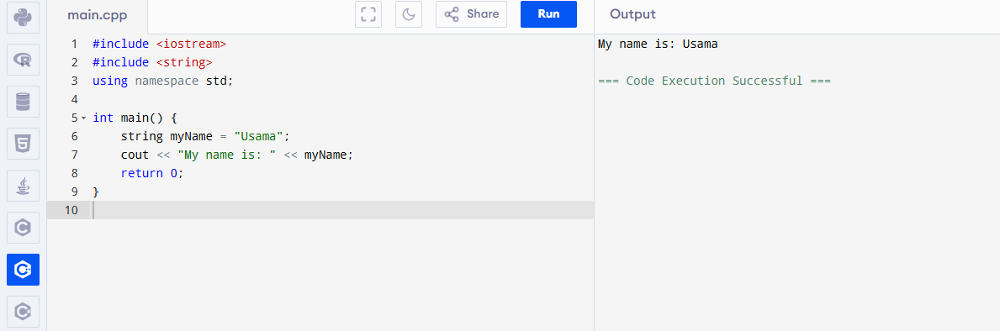 main.cpp
Share
Run
Output
1 #include <iostream>
2 #include <string>
3 using namespace std;
4
5 int main() {
6     string myName = "Usama";
7     cout << "My name is: " << myName;
8     return 0;
9 }
10
My name is: Usama
=== Code Execution Successful ===